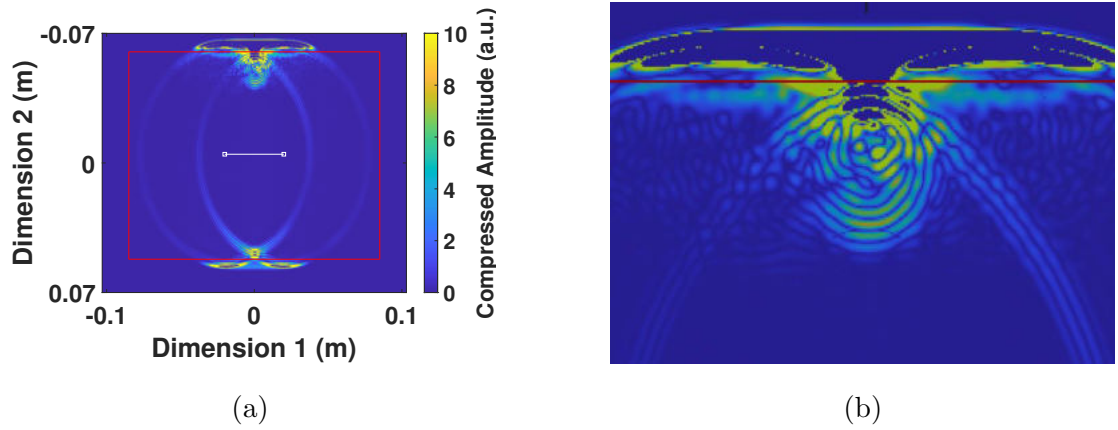 -0.07
0
0.07
Dimension 2 (m)
-0.1
0
0.1
Dimension 1 (m)
10
8
6
4
2
0
Compressed Amplitude (a.u.)
(a)
(b)